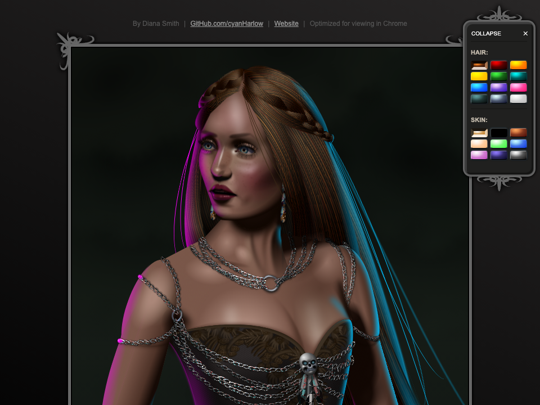 By Diana Smith | GitHub.com/cyanHarlow | Website | Optimized for viewing in Chrome
COLLAPSE ✕
HAIR:
SKIN: